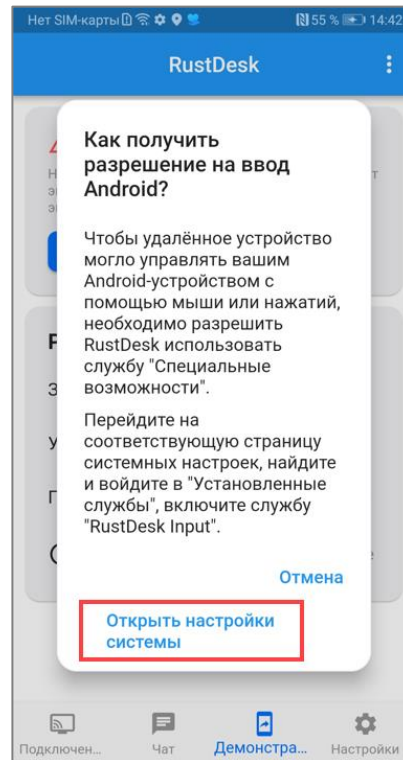 Нет SIM-карты
55 % 14:42
RustDesk
Как получить
разрешение на ввод
Android?
Чтобы удалённое устройство
могло управлять вашим
Android-устройством с
помощью мыши или нажатий,
необходимо разрешить
RustDesk использовать
службу "Специальные
возможности".
Перейдите на
соответствующую страницу
системных настроек, найдите
и войдите в "Установленные
службы", включите службу
"RustDesk Input".
Отмена
Открыть настройки
системы
Подключен...
Чат
Демонстра...
Настройки